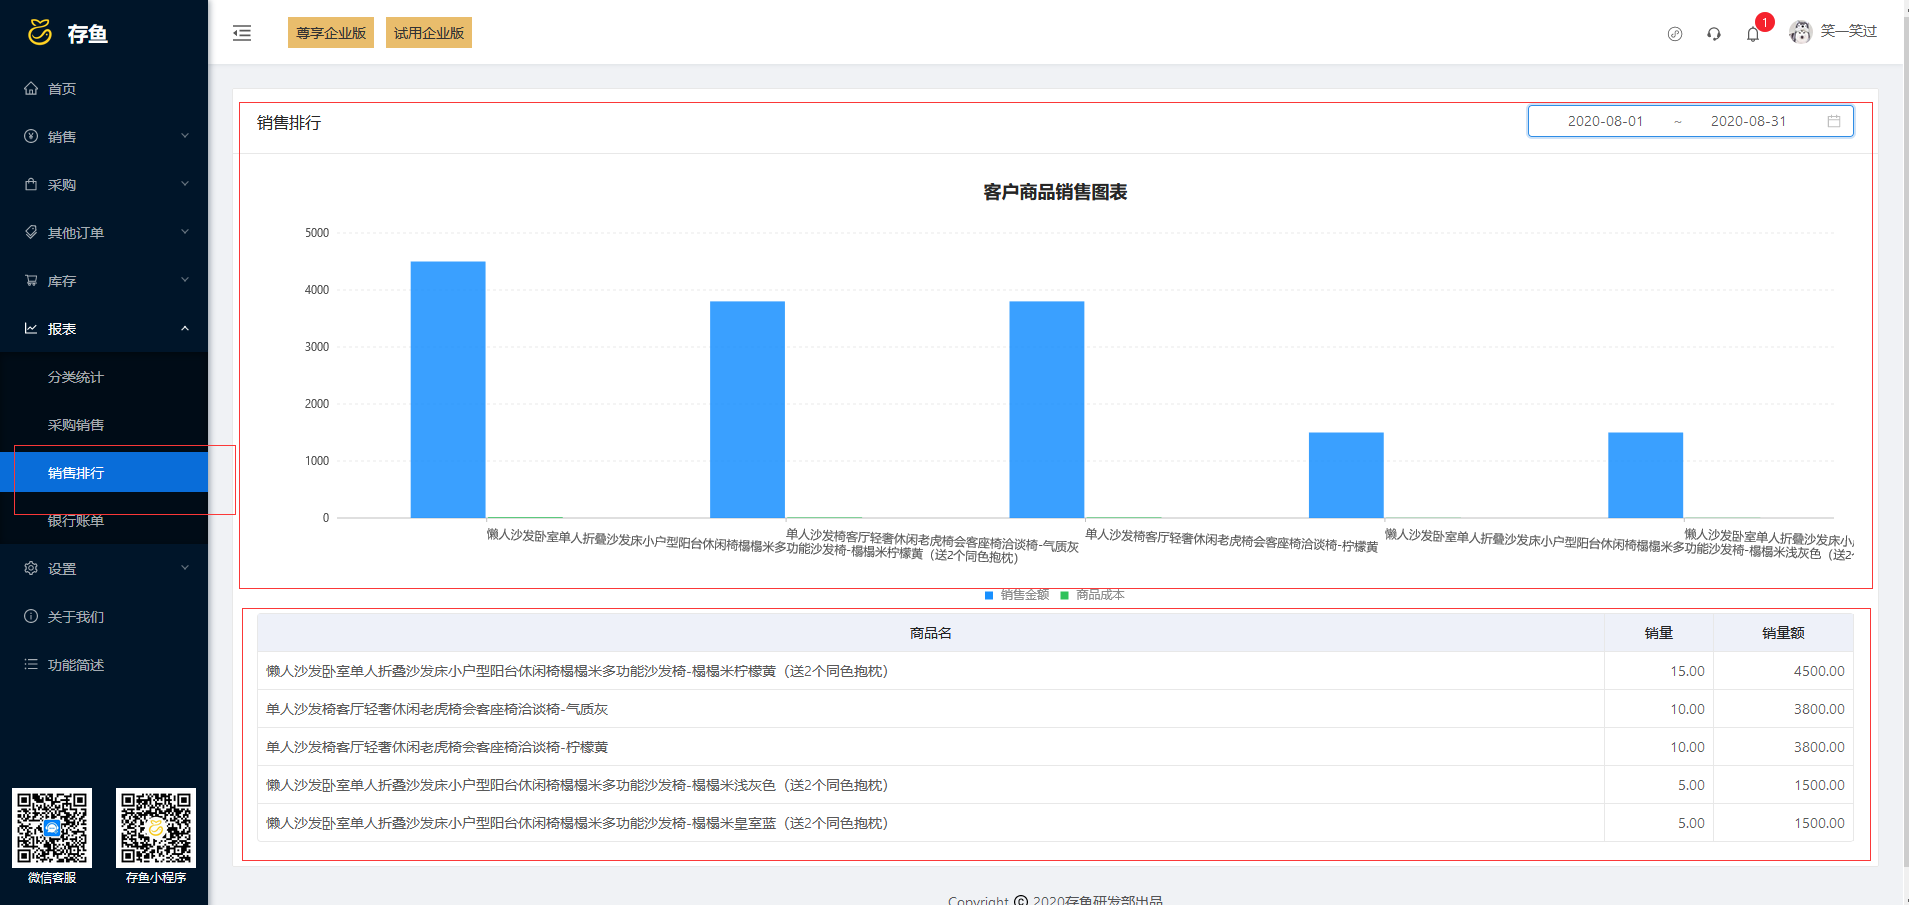 存鱼
尊享企业版
试用企业版
1
笑一笑过
首页
销售
采购
其他订单
库存
报表
分类统计
采购销售
销售排行
银行账单
设置
关于我们
功能简述
微信客服
存鱼小程序
销售排行
2020-08-01 ~ 2020-08-31
客户商品销售图表
5000
4000
3000
2000
1000
0
懒人沙发卧室单人折叠沙发床小户型阳台休闲椅榻榻米多功能沙发椅-榻榻米柠檬黄（送2个同色抱枕）
单人沙发椅客厅轻奢休闲老虎椅会客座椅洽谈椅-气质灰
单人沙发椅客厅轻奢休闲老虎椅会客座椅洽谈椅-柠檬黄
懒人沙发卧室单人折叠沙发床小户型阳台休闲椅榻榻米多功能沙发椅-榻榻米浅灰色（送2个
懒人沙发卧室单人折叠沙发床小
销售金额 商品成本
商品名 销量 销量额
懒人沙发卧室单人折叠沙发床小户型阳台休闲椅榻榻米多功能沙发椅-榻榻米柠檬黄（送2个同色抱枕） 15.00 4500.00
单人沙发椅客厅轻奢休闲老虎椅会客座椅洽谈椅-气质灰 10.00 3800.00
单人沙发椅客厅轻奢休闲老虎椅会客座椅洽谈椅-柠檬黄 10.00 3800.00
懒人沙发卧室单人折叠沙发床小户型阳台休闲椅榻榻米多功能沙发椅-榻榻米浅灰色（送2个同色抱枕） 5.00 1500.00
懒人沙发卧室单人折叠沙发床小户型阳台休闲椅榻榻米多功能沙发椅-榻榻米皇室蓝（送2个同色抱枕） 5.00 1500.00
Copyright © 2020存鱼研发部出品